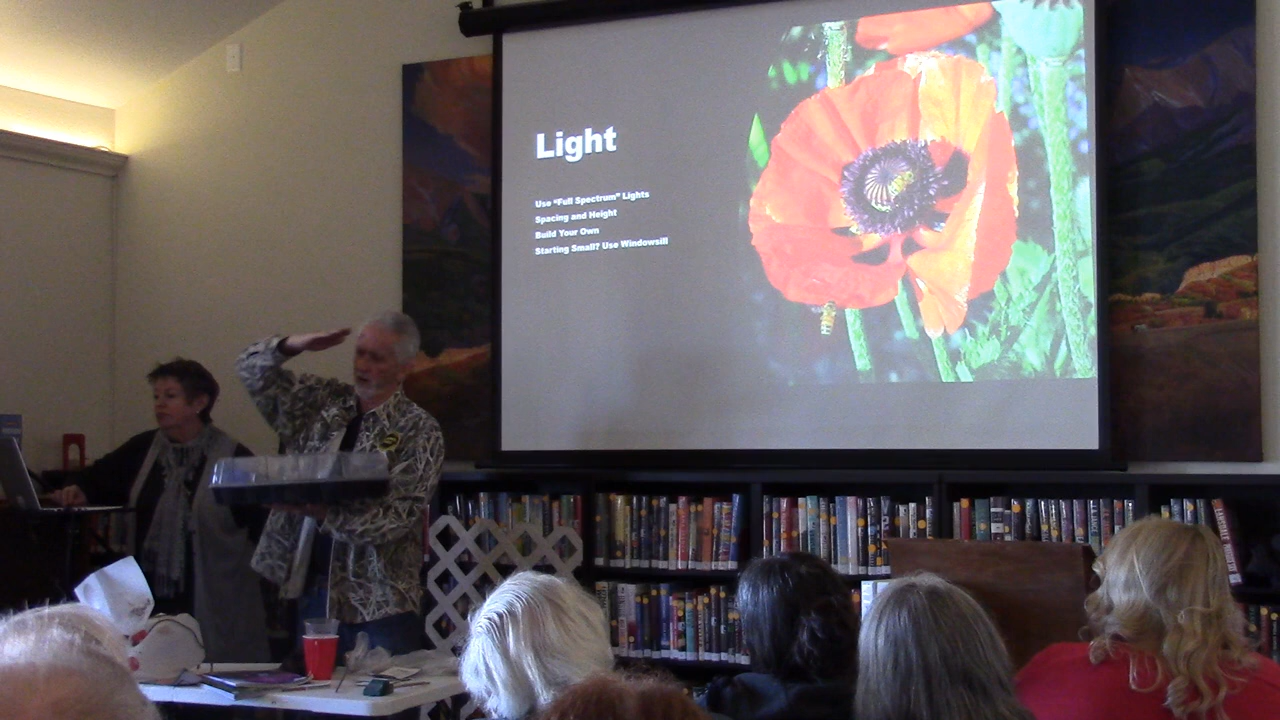 Light
Use “Full Spectrum” Lights
Spacing and Height
Build Your Own
Starting Small? Use Windowsill